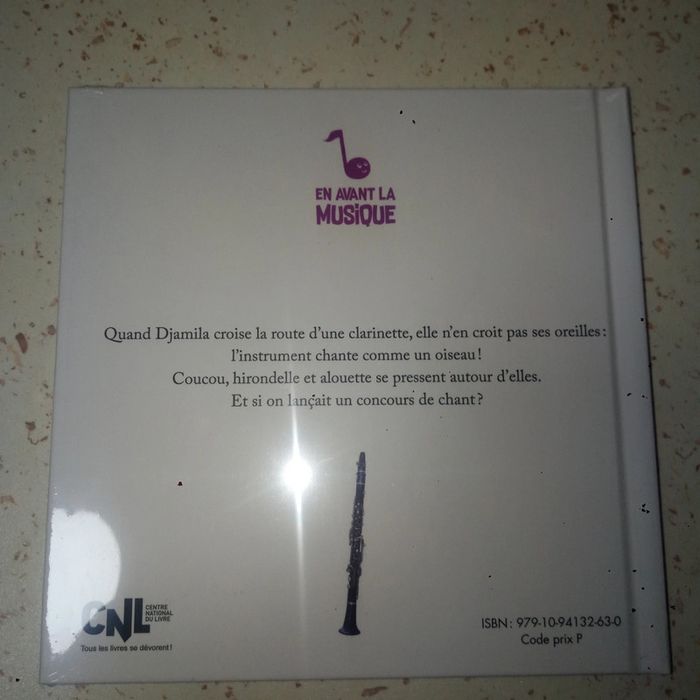 EN AVANT LA
MUSIQUE
Quand Djamila croise la route d'une clarinette, elle n'en croit pas ses oreilles :
l'instrument chante comme un oiseau !
Coucou, hirondelle et alouette se pressent autour d'elles.
Et si on lançait un concours de chant ?
CNL
CENTRE
NATIONAL
DU LIVRE
Tous les livres se dévorent !
ISBN : 979-10-94132-63-0
Code prix P